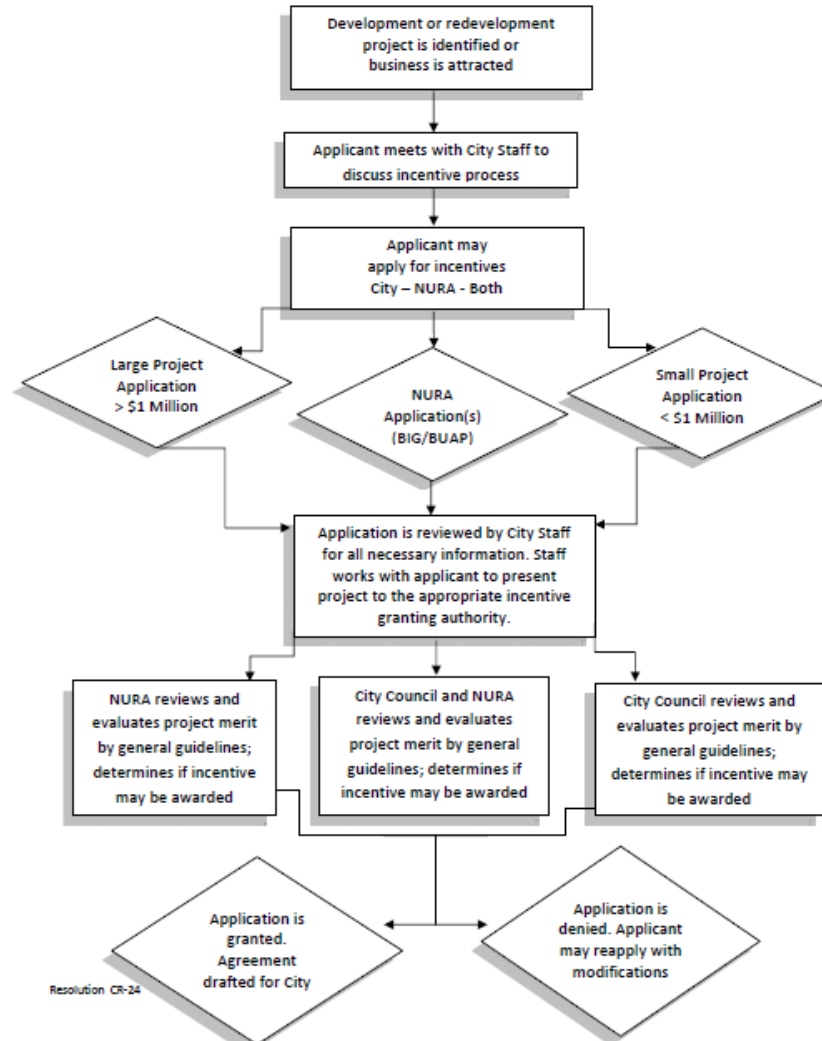 Development or redevelopment
project is identified or
business is attracted
Applicant meets with City Staff to
discuss incentive process
Applicant may
apply for incentives
City – NURA - Both
Large Project
Application
> $1 Million
NURA
Application(s)
(BIG/BUAP)
Small Project
Application
< $1 Million
Application is reviewed by City Staff
for all necessary information. Staff
works with applicant to present
project to the appropriate incentive
granting authority.
NURA reviews and
evaluates project merit
by general guidelines;
determines if incentive
may be awarded
City Council and NURA
reviews and evaluates
project merit by general
guidelines; determines if
incentive may be awarded
City Council reviews and
evaluates project merit by
general guidelines;
determines if incentive may
be awarded
Application is
granted.
Agreement
drafted for City
Application is
denied. Applicant
may reapply with
modifications
Resolution CR-24